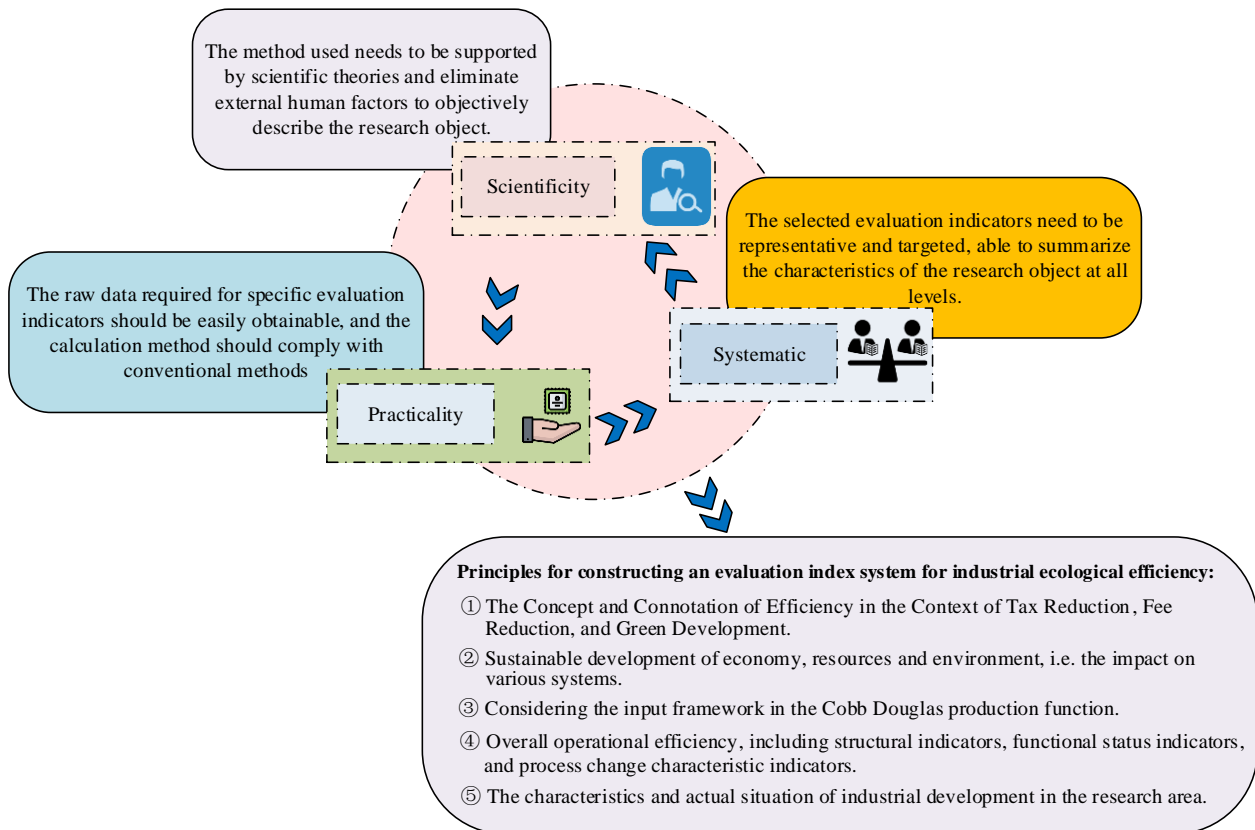 The method used needs to be supported
by scientific theories and eliminate
external human factors to objectively
describe the research object.
Scientificity
The selected evaluation indicators need to be
representative and targeted, able to summarize
the characteristics of the research object at all
levels.
Systematic
The raw data required for specific evaluation
indicators should be easily obtainable, and the
calculation method should comply with
conventional methods
Practicality
Principles for constructing an evaluation index system for industrial ecological efficiency:
① The Concept and Connotation of Efficiency in the Context of Tax Reduction, Fee
Reduction, and Green Development.
② Sustainable development of economy, resources and environment, i.e. the impact on
various systems.
③ Considering the input framework in the Cobb Douglas production function.
④ Overall operational efficiency, including structural indicators, functional status indicators,
and process change characteristic indicators.
⑤ The characteristics and actual situation of industrial development in the research area.